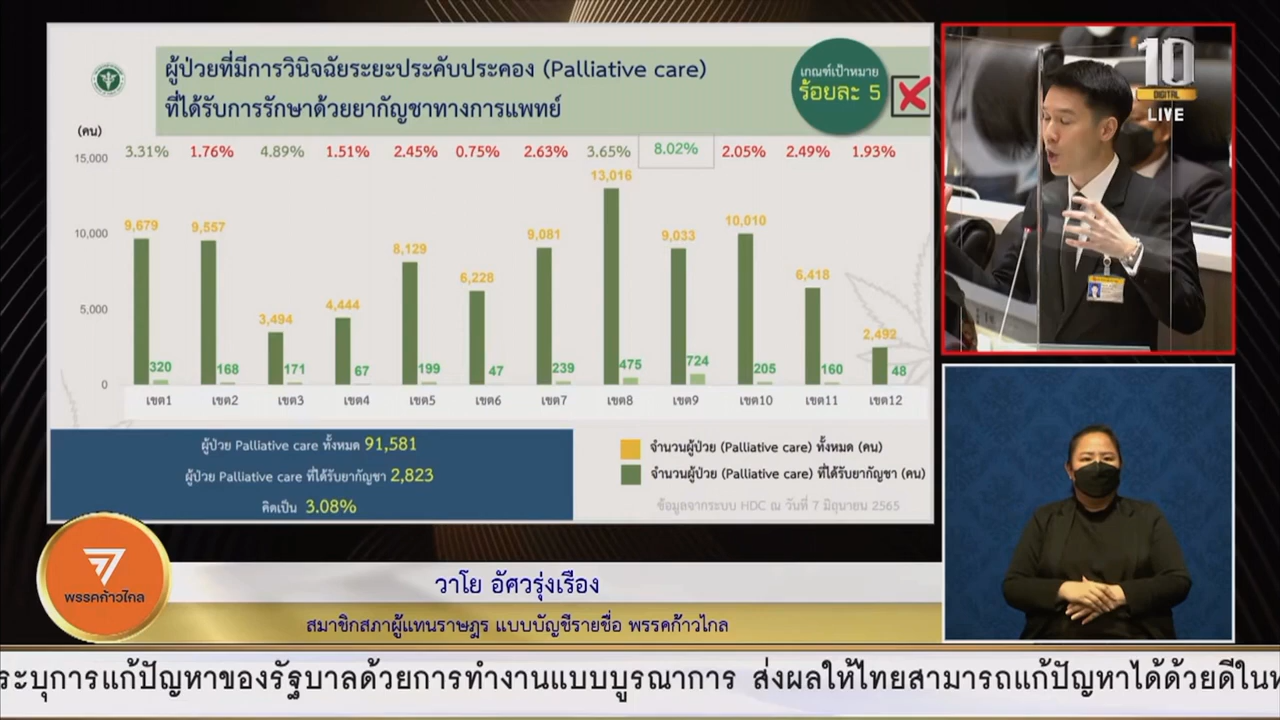 ผู้ป่วยที่มีการวินิจฉัยระยะประคับประคอง (Palliative care)
ที่ได้รับการรักษาด้วยยากัญชาทางการแพทย์
เกณฑ์เป้าหมาย
ร้อยละ 5
10
DIGITAL
LIVE
(คน)
15,000
3.31% 1.76% 4.89% 1.51% 2.45% 0.75% 2.63% 3.65% 8.02% 2.05% 2.49% 1.93%
10,000
5,000
0
9,679 9,557 3,494 4,444 8,129 6,228 9,081 13,016 9,033 10,010 6,418 2,492
320 168 171 67 199 47 239 475 724 205 160 48
เขต1 เขต2 เขต3 เขต4 เขต5 เขต6 เขต7 เขต8 เขต9 เขต10 เขต11 เขต12
ผู้ป่วย Palliative care ทั้งหมด 91,581
ผู้ป่วย Palliative care ที่ได้รับยากัญชา 2,823
คิดเป็น 3.08%
จำนวนผู้ป่วย (Palliative care) ทั้งหมด (คน)
จำนวนผู้ป่วย (Palliative care) ที่ได้รับยากัญชา (คน)
ข้อมูลจากระบบ HDC ณ วันที่ 7 มิถุนายน 2565
พรรคก้าวไกล
วาโย อัศวรุ่งเรือง
สมาชิกสภาผู้แทนราษฎร แบบบัญชีรายชื่อ พรรคก้าวไกล
ระบุการแก้ปัญหาของรัฐบาลด้วยการทำงานแบบบูรณาการ ส่งผลให้ไทยสามารถแก้ปัญหาได้ด้วยดีใน